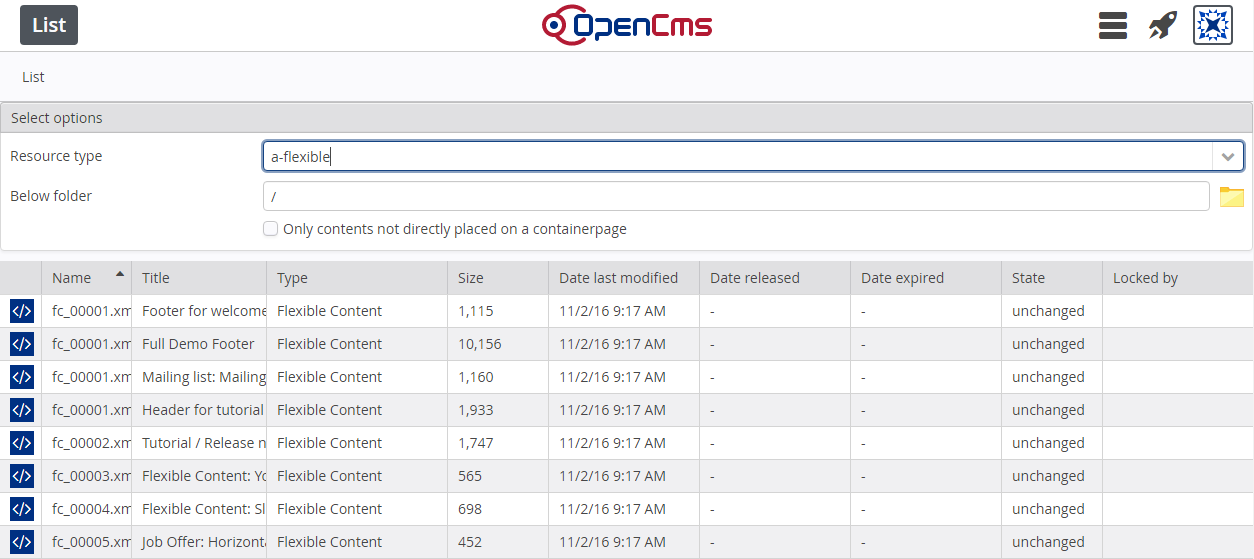 List
OpenCms
List
Select options
Resource type a-flexible
Below folder /
Only contents not directly placed on a containerpage
Name Title Type Size Date last modified Date released Date expired State Locked by
</> fc_00001.xm Footer for welcome Flexible Content 1,115 11/2/16 9:17 AM - - unchanged
</> fc_00001.xm Full Demo Footer Flexible Content 10,156 11/2/16 9:17 AM - - unchanged
</> fc_00001.xm Mailing list: Mailing Flexible Content 1,160 11/2/16 9:17 AM - - unchanged
</> fc_00001.xm Header for tutorial Flexible Content 1,933 11/2/16 9:17 AM - - unchanged
</> fc_00002.xm Tutorial / Release n Flexible Content 1,747 11/2/16 9:17 AM - - unchanged
</> fc_00003.xm Flexible Content: Yo Flexible Content 565 11/2/16 9:17 AM - - unchanged
</> fc_00004.xm Flexible Content: Sl Flexible Content 698 11/2/16 9:17 AM - - unchanged
</> fc_00005.xm Job Offer: Horizonta Flexible Content 452 11/2/16 9:17 AM - - unchanged